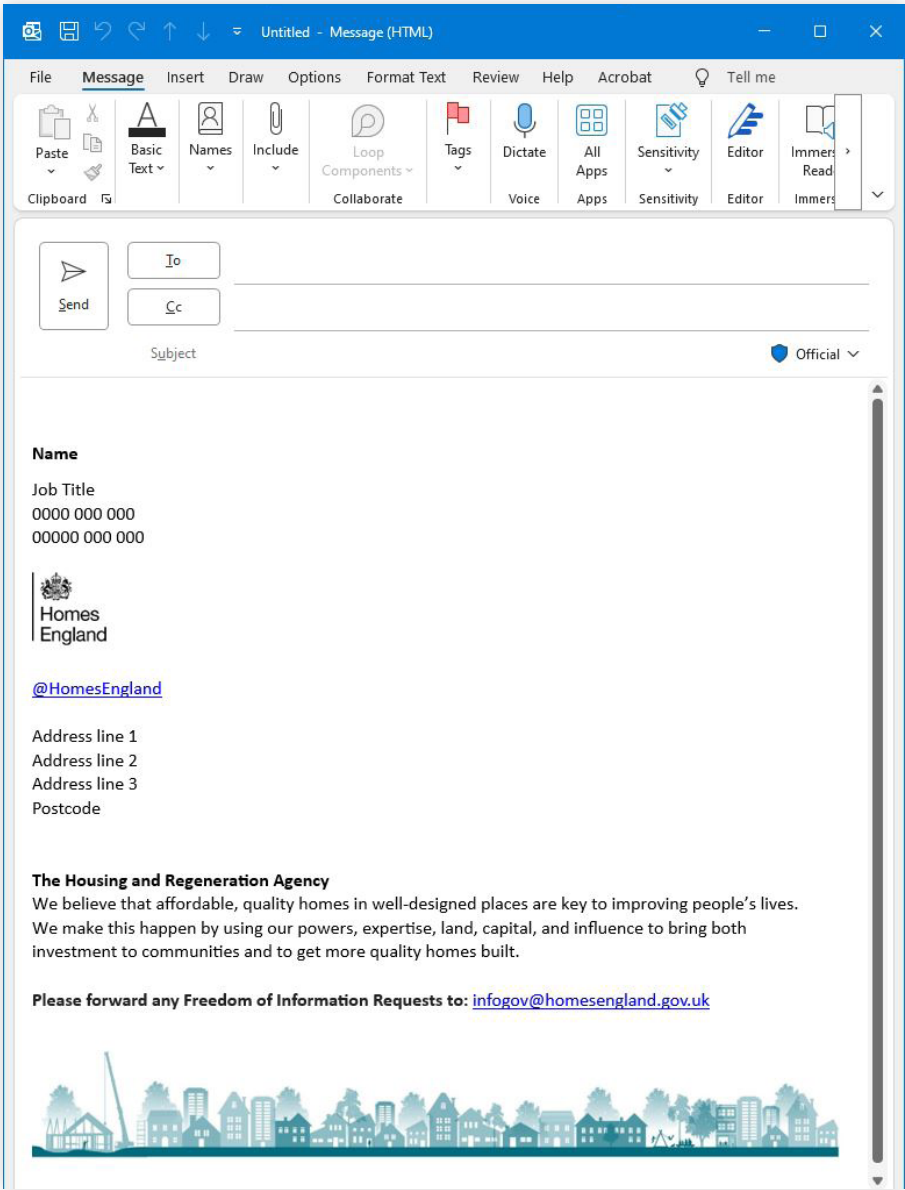 Untitled - Message (HTML)
File Message Insert Draw Options Format Text Review Help Acrobat Tell me
Paste
Basic Text
Names
Include
Loop Components
Tags
Dictate
All Apps
Sensitivity
Editor
Immers
Read
Clipboard Collaborate Voice Apps Sensitivity Editor Immers
To
Send
Cc
Subject
Official
Name
Job Title
0000 000 000
00000 000 000
Homes
England
@HomesEngland
Address line 1
Address line 2
Address line 3
Postcode
The Housing and Regeneration Agency
We believe that affordable, quality homes in well-designed places are key to improving people's lives.
We make this happen by using our powers, expertise, land, capital, and influence to bring both
investment to communities and to get more quality homes built.
Please forward any Freedom of Information Requests to: infogov@homesengland.gov.uk